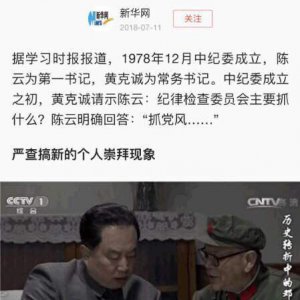 新华网
2018-07-11
关注
据学习时报报道，1978年12月中纪委成立，陈
云为第一书记，黄克诚为常务书记。中纪委成立
之初，黄克诚请示陈云：纪律检查委员会主要抓
什么？陈云明确回答：“抓党风……”
严查搞新的个人崇拜现象
CCTV 1
综合
CNTV
历史转折中的邓